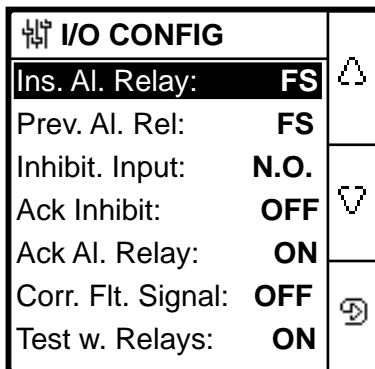 I/O CONFIG
Ins. Al. Relay: FS
Prev. Al. Rel: FS
Inhibit. Input: N.O.
Ack Inhibit: OFF
Ack Al. Relay: ON
Corr. Flt. Signal: OFF
Test w. Relays: ON